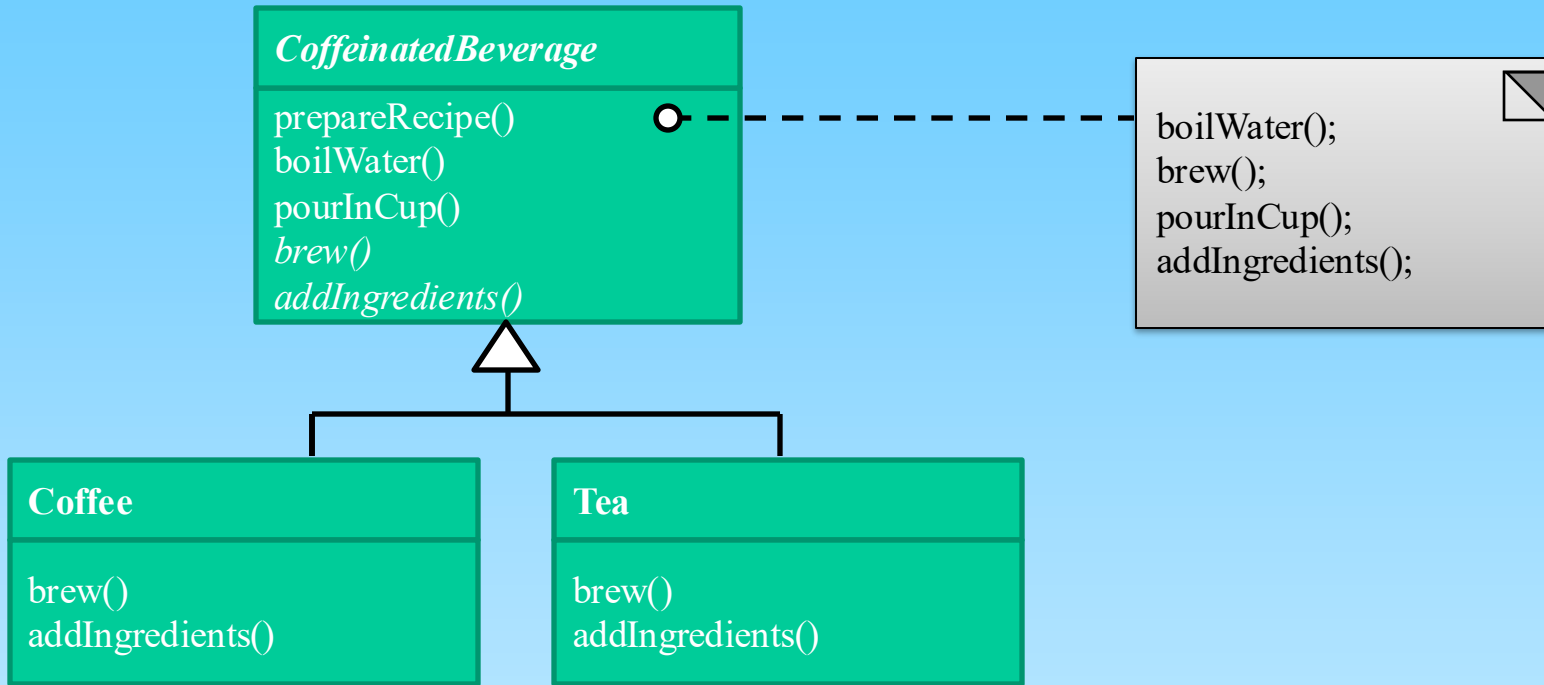 CoffeinatedBeverage
prepareRecipe()
boilWater()
pourInCup()
brew()
addIngredients()
boilWater();
brew();
pourInCup();
addIngredients();
Coffee
brew()
addIngredients()
Tea
brew()
addIngredients()